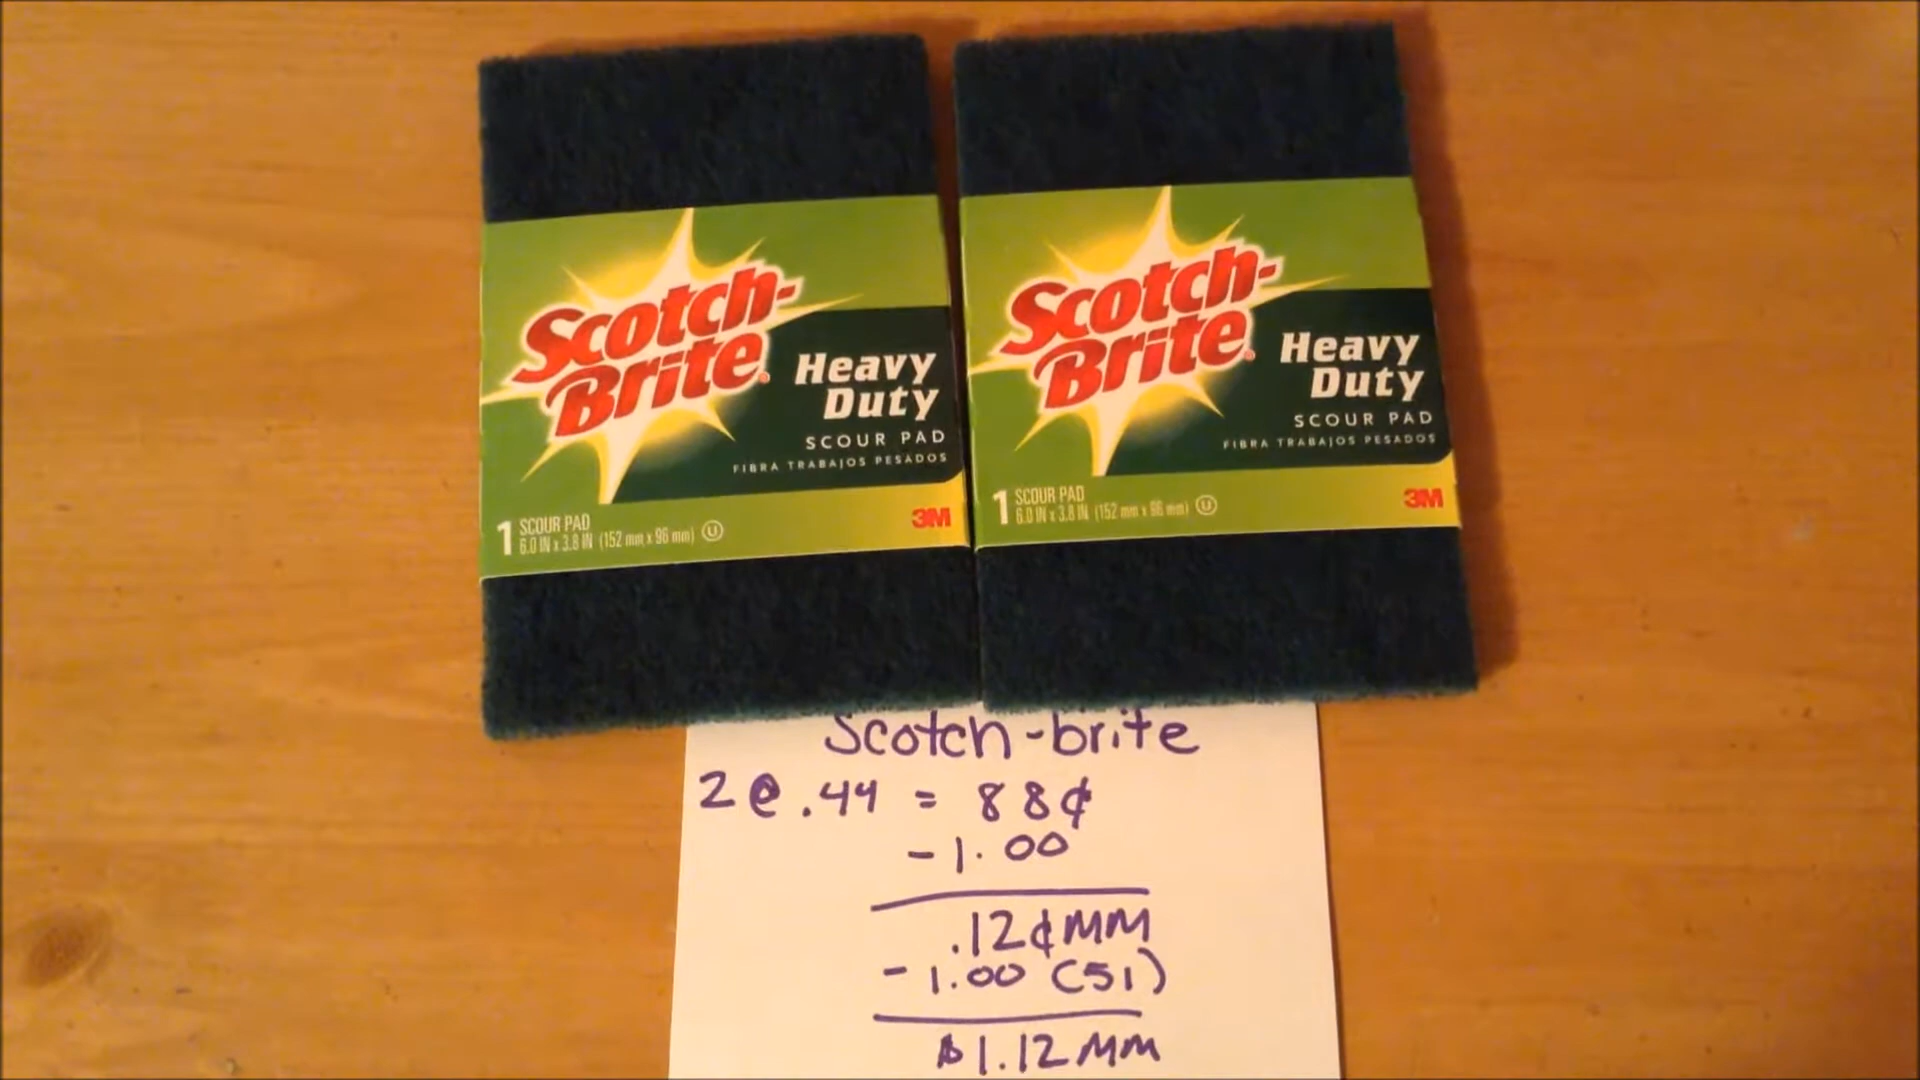 Scotch-
Brite
Heavy
Duty
SCOUR PAD
FIBRA TRABAJOS PESADOS
1 SCOUR PAD
6.0 IN x 3.8 IN (152 mm x 96 mm) U
3M
Scotch-
Brite
Heavy
Duty
SCOUR PAD
FIBRA TRABAJOS PESADOS
1 SCOUR PAD
6.0 IN x 3.8 IN (152 mm x 96 mm) U
3M
Scotch-brite
2 @ .44 = 88¢
-1.00
.12¢MM
-1.00 (SI)
$1.12MM